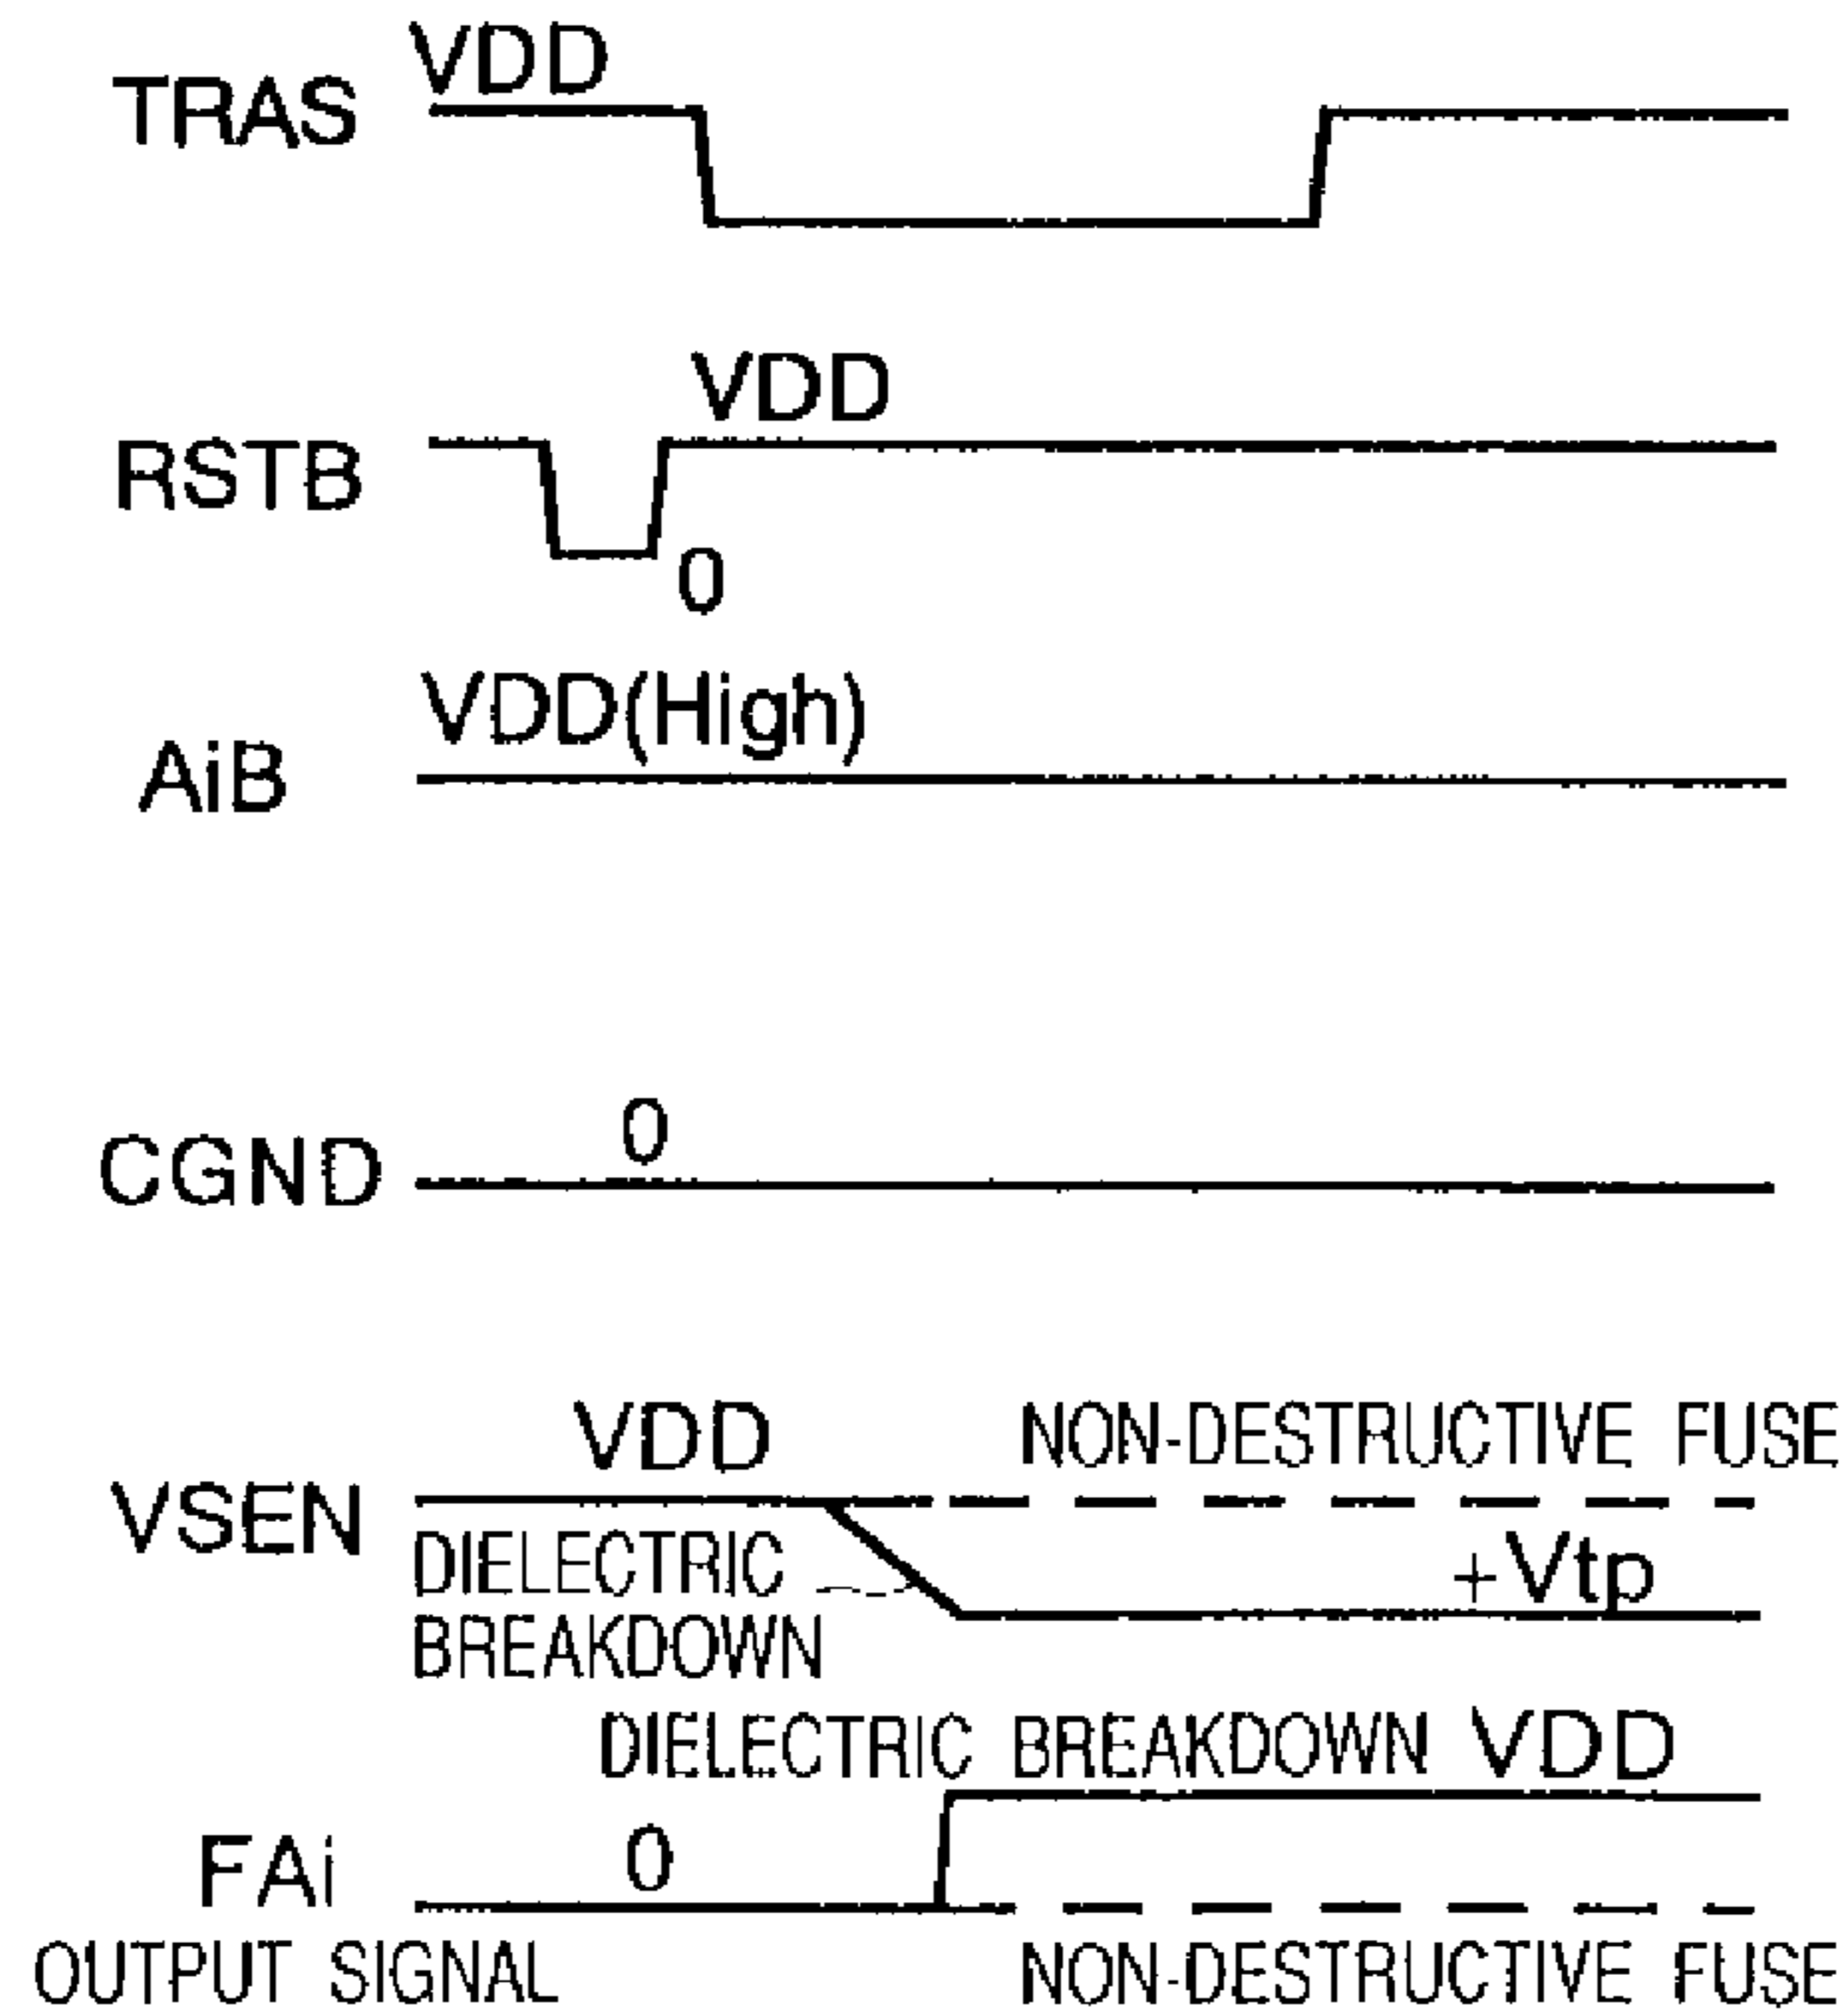 VDD
TRAS
VDD
RSTB
0
VDD(High)
AiB
0
CGND
VDD NON-DESTRUCTIVE FUSE
VSEN
DIELECTRIC
BREAKDOWN
+Vtp
DIELECTRIC BREAKDOWN VDD
0
FAi
OUTPUT SIGNAL NON-DESTRUCTIVE FUSE